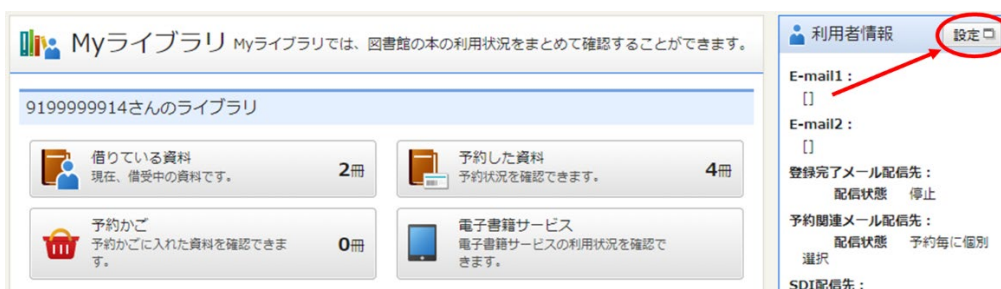 Myライブラリ Myライブラリでは、図書館の本の利用状況をまとめて確認することができます。
9199999914さんのライブラリ
借りている資料
現在、借受中の資料です。
2冊
予約した資料
予約状況を確認できます。
4冊
予約かご
予約かごに入れた資料を確認できま
す。
0冊
電子書籍サービス
電子書籍サービスの利用状況を確認で
きます。
利用者情報
設定
E-mail1：
[]
E-mail2：
[]
登録完了メール配信先：
配信状態 停止
予約関連メール配信先：
配信状態 予約毎に個別
選択
SDI配信先：